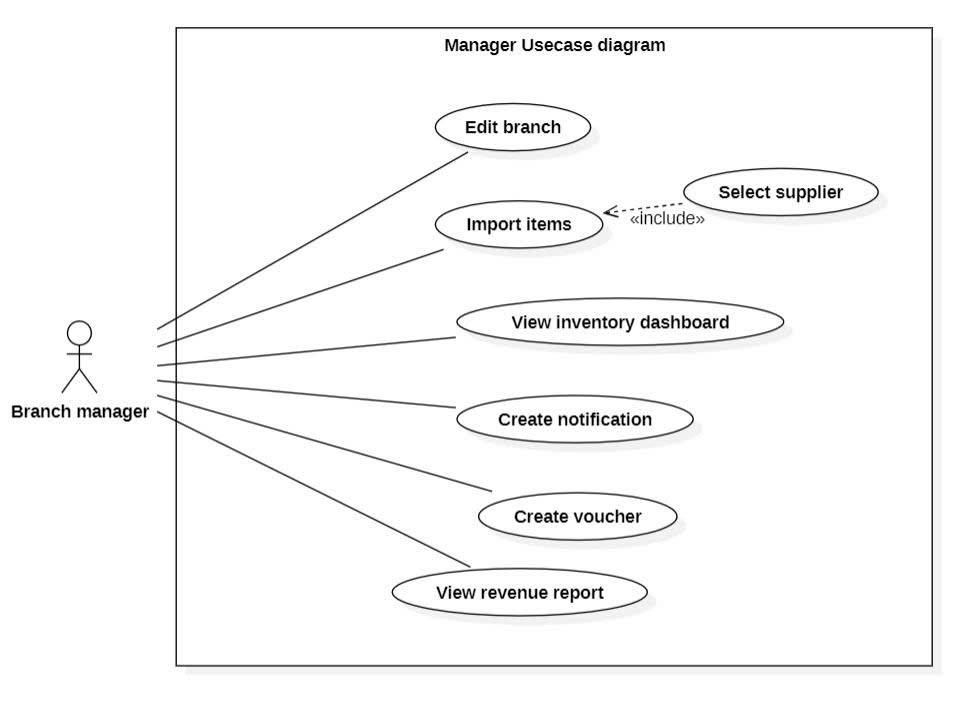 Manager Usecase diagram
Edit branch
Select supplier
«include»
Import items
View inventory dashboard
Branch manager
Create notification
Create voucher
View revenue report